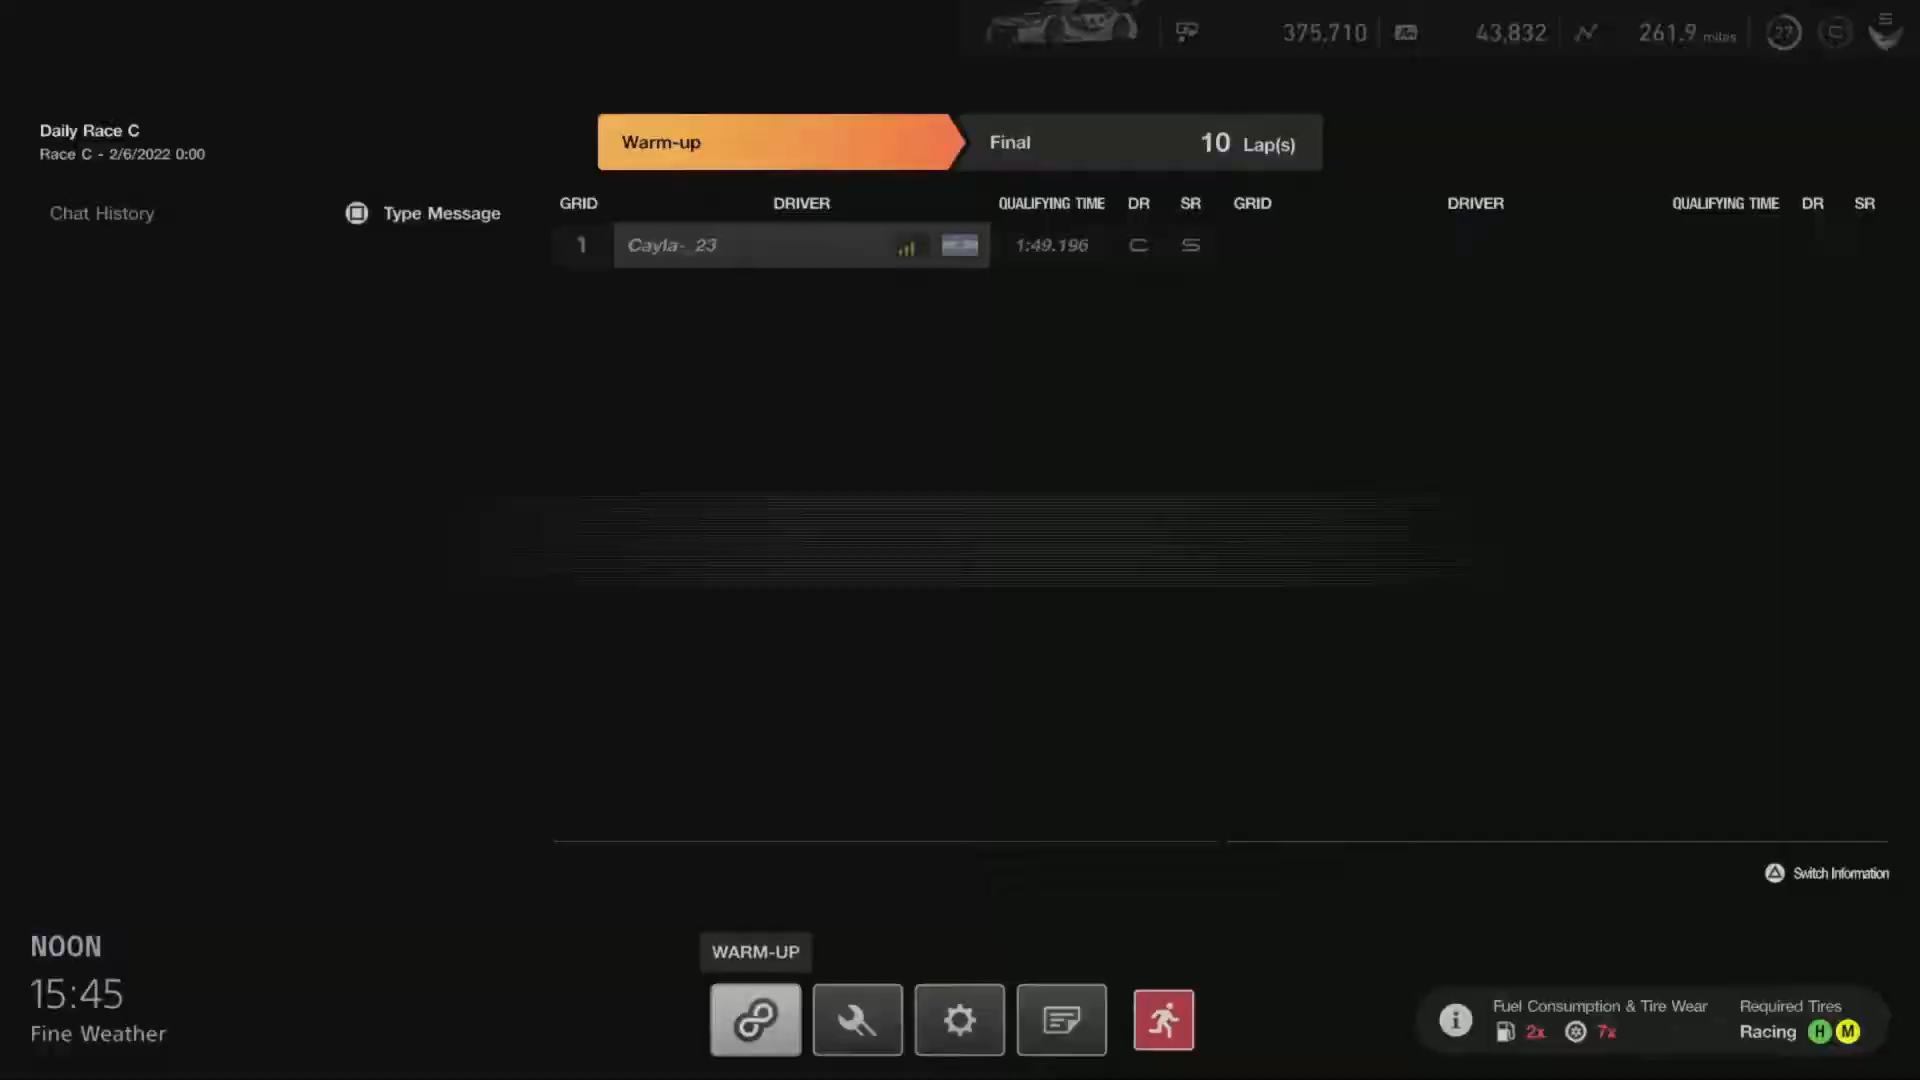 375,710 43,832 261.9 miles 27 C S
Daily Race C
Race C - 2/6/2022 0:00
Warm-up Final 10 Lap(s)
Chat History Type Message
GRID DRIVER QUALIFYING TIME DR SR GRID DRIVER QUALIFYING TIME DR SR
1 Cayla-_23 1:49.196 C S
Switch Information
NOON
15:45
Fine Weather
WARM-UP
Fuel Consumption & Tire Wear
2x 7x
Required Tires
Racing H M